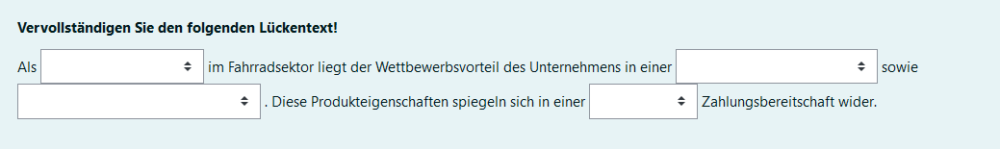 Vervollständigen Sie den folgenden Lückentext!
Als im Fahrradsektor liegt der Wettbewerbsvorteil des Unternehmens in einer sowie
. Diese Produkteigenschaften spiegeln sich in einer Zahlungsbereitschaft wider.